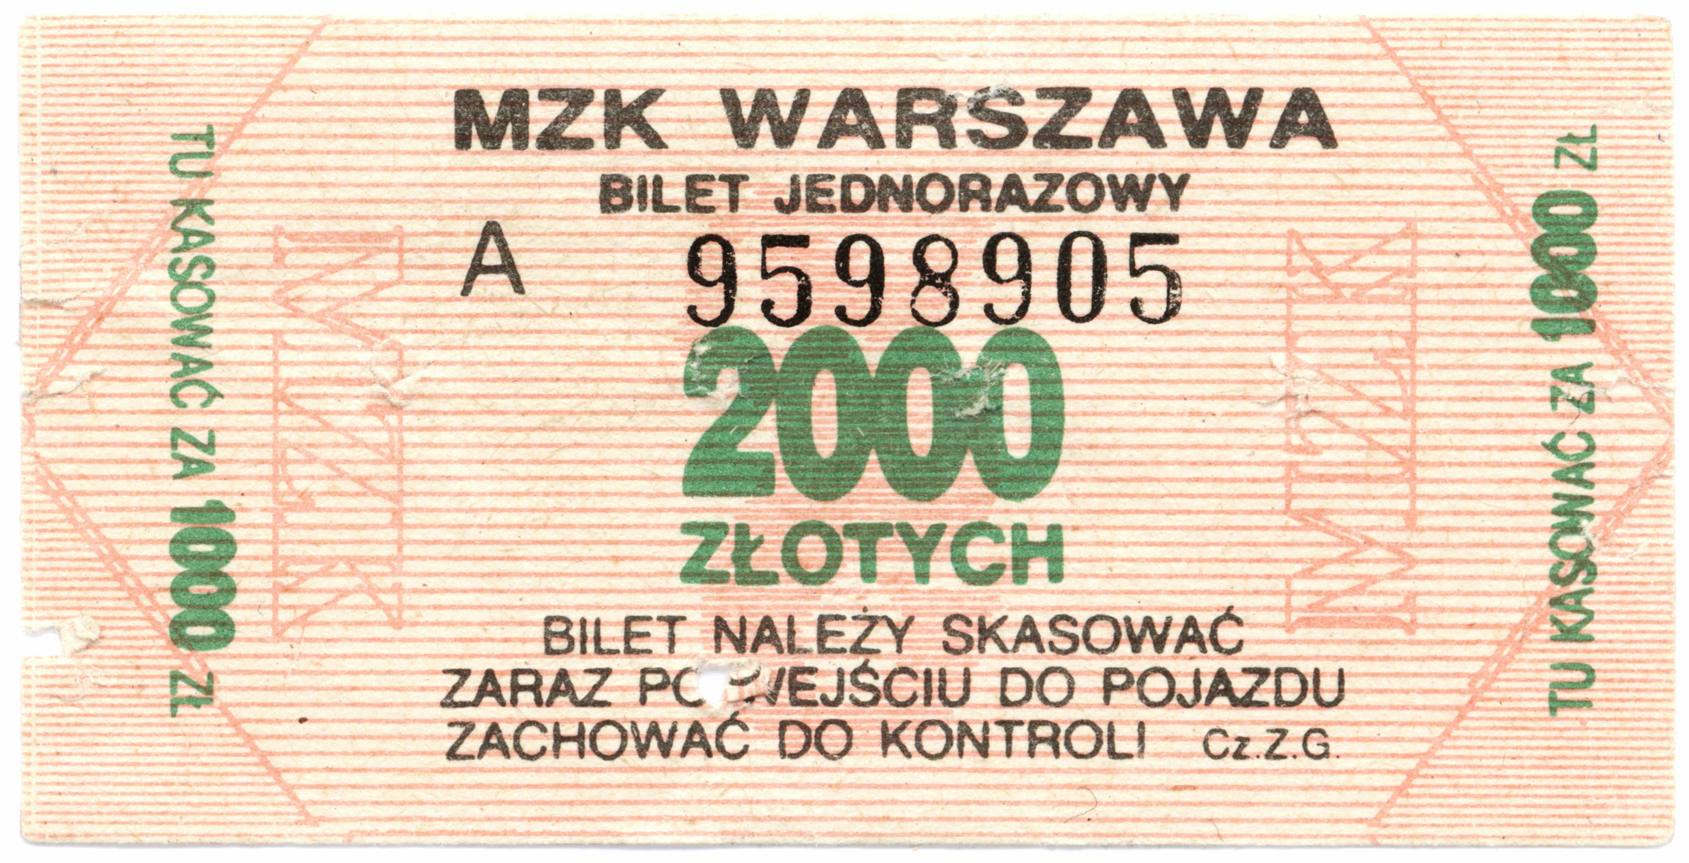 MZK WARSZAWA
BILET JEDNORAZOWY
A 9598905
2000
ZŁOTYCH
BILET NALEŻY SKASOWAĆ
ZARAZ PO WEJŚCIU DO POJAZDU
ZACHOWAĆ DO KONTROLI Cz.Z.G.
TU KASOWAĆ ZA 1000 ZŁ
MZK
MZK
TU KASOWAĆ ZA 1000 ZŁ